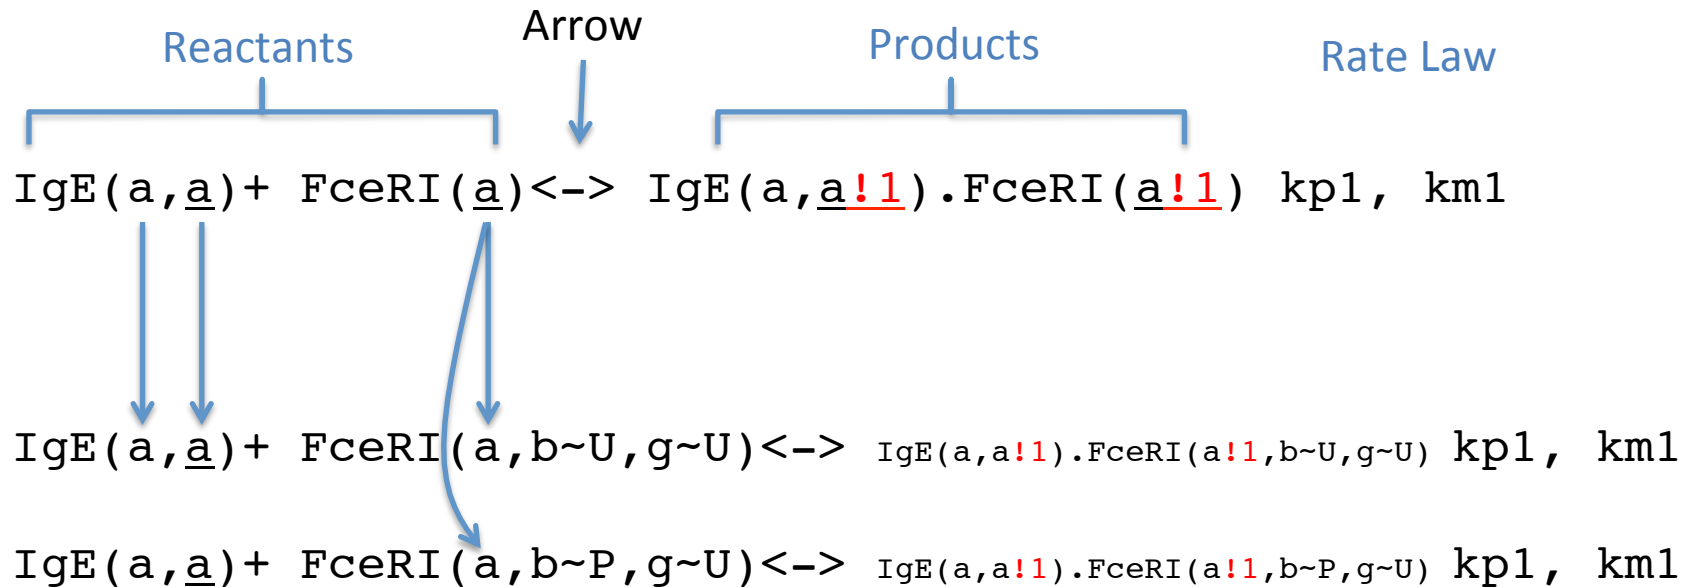 Reactants Arrow Products Rate Law
IgE(a,a)+ FceRI(a)<-> IgE(a,a!1).FceRI(a!1) kp1, km1
IgE(a,a)+ FceRI(a,b~U,g~U)<-> IgE(a,a!1).FceRI(a!1,b~U,g~U) kp1, km1
IgE(a,a)+ FceRI(a,b~P,g~U)<-> IgE(a,a!1).FceRI(a!1,b~P,g~U) kp1, km1